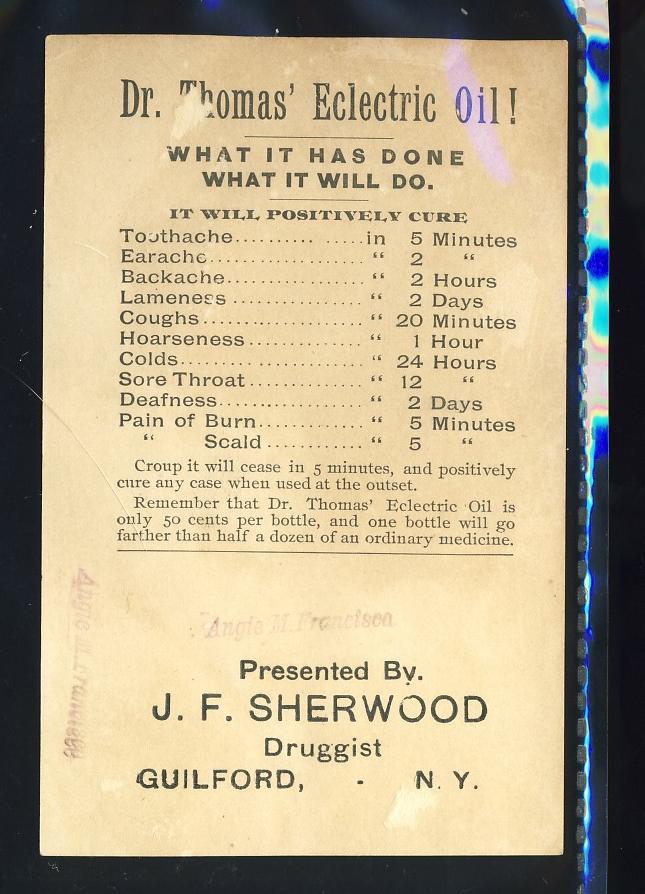 Dr. Thomas' Eclectric Oil!
WHAT IT HAS DONE
WHAT IT WILL DO.
IT WILL POSITIVELY CURE
Toothache.......... .....in 5 Minutes
Earache...................... “ 2 “
Backache................... “ 2 Hours
Lameness .................. “ 2 Days
Coughs...................... “ 20 Minutes
Hoarseness................ “ 1 Hour
Colds......................... “ 24 Hours
Sore Throat................ “ 12 “
Deafness.................... “ 2 Days
Pain of Burn............... “ 5 Minutes
“ Scald ............. “ 5 “
Croup it will cease in 5 minutes, and positively
cure any case when used at the outset.
Remember that Dr. Thomas' Eclectric Oil is
only 50 cents per bottle, and one bottle will go
farther than half a dozen of an ordinary medicine.
Angie M. Francisco
Angie M. Francisco
Presented By.
J. F. SHERWOOD
Druggist
GUILFORD, - N. Y.